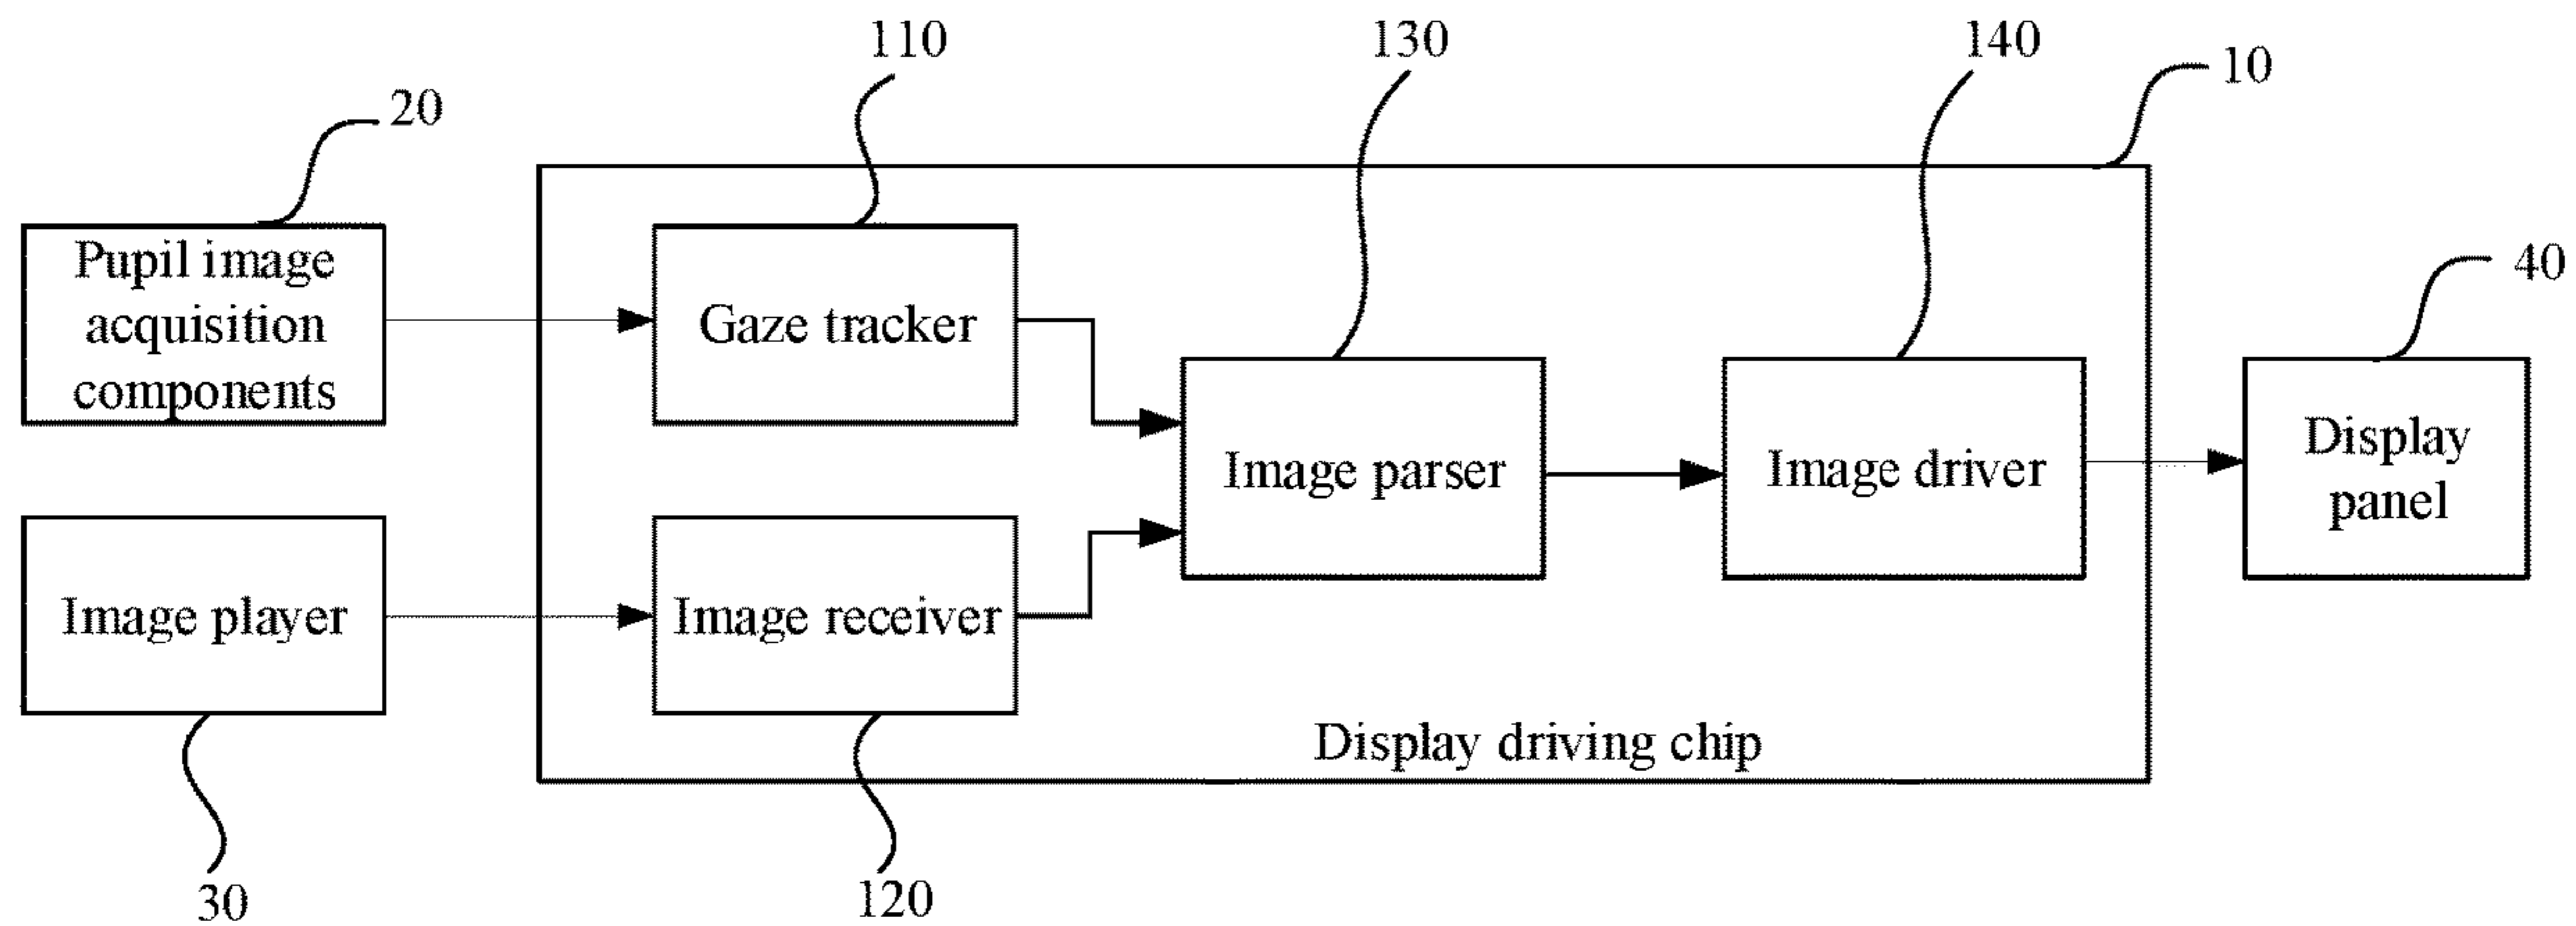 110
130
140
10
20
40
Pupil image
acquisition
components
Gaze tracker
Image parser
Image driver
Display
panel
Image player
Image receiver
Display driving chip
30
120